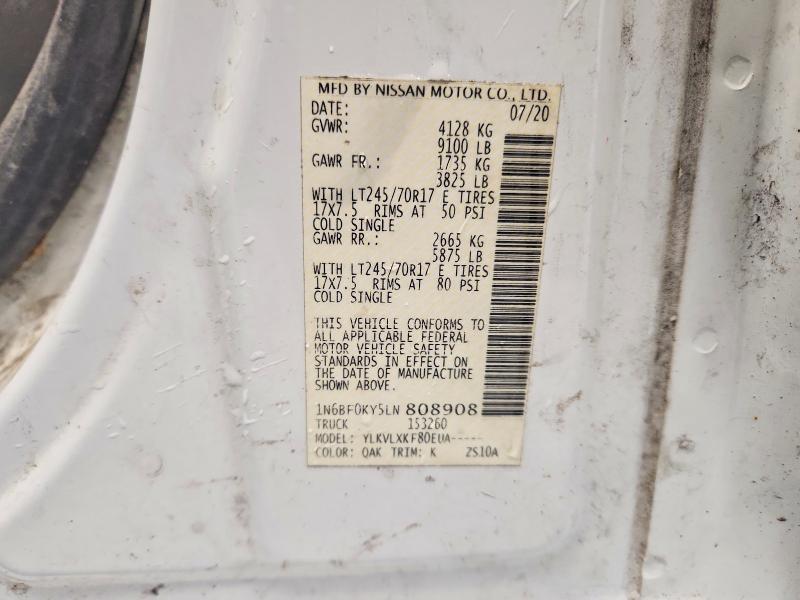 MFD BY NISSAN MOTOR CO., LTD.
DATE: 07/20
GVWR: 4128 KG
9100 LB
GAWR FR.: 1735 KG
3825 LB
WITH LT245/70R17 E TIRES
17X7.5 RIMS AT 50 PSI
COLD SINGLE
GAWR RR.: 2665 KG
5875 LB
WITH LT245/70R17 E TIRES
17X7.5 RIMS AT 80 PSI
COLD SINGLE
THIS VEHICLE CONFORMS TO
ALL APPLICABLE FEDERAL
MOTOR VEHICLE SAFETY
STANDARDS IN EFFECT ON
THE DATE OF MANUFACTURE
SHOWN ABOVE.
1N6BF0KY5LN 808908
TRUCK 153260
MODEL: YLKVLXKF80EUA-----
COLOR: QAK TRIM: K ZS10A